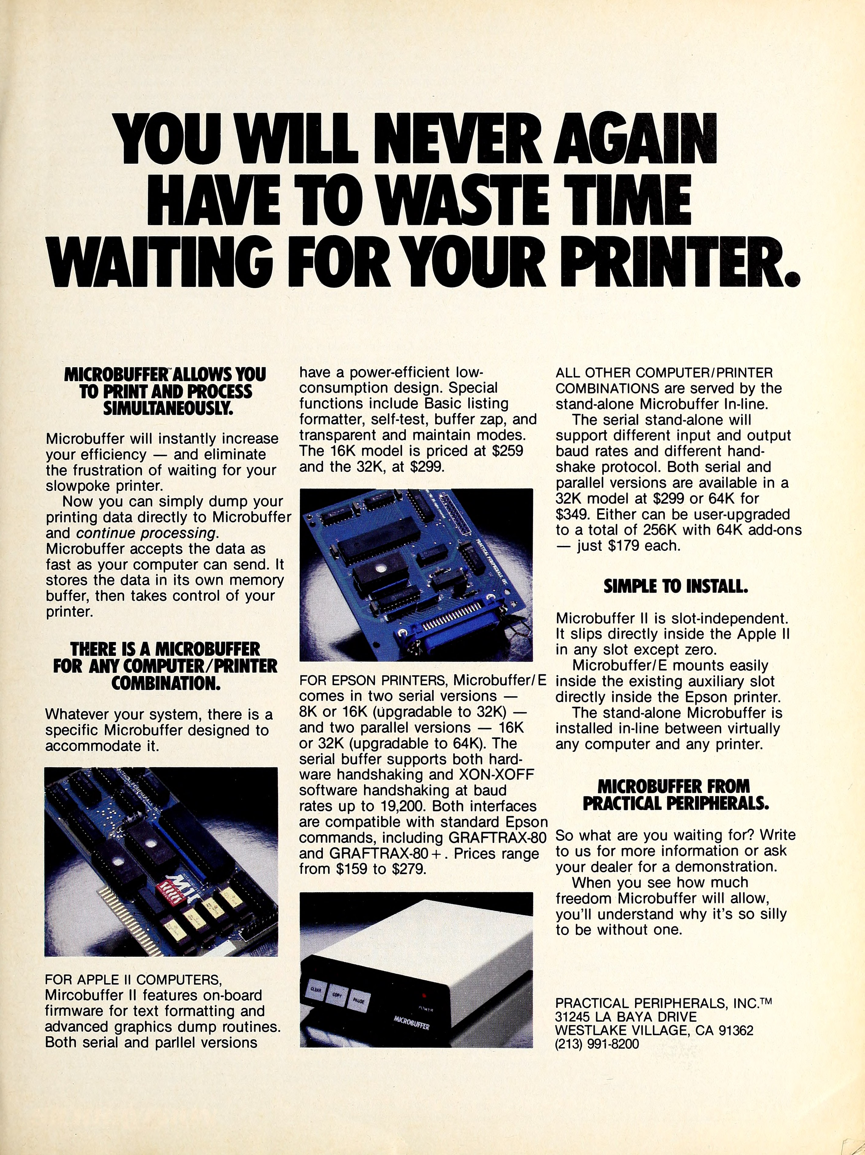 YOU WILL NEVER AGAIN
HAVE TO WASTE TIME
WAITING FOR YOUR PRINTER.
MICROBUFFER™ ALLOWS YOU
TO PRINT AND PROCESS
SIMULTANEOUSLY.
Microbuffer will instantly increase
your efficiency — and eliminate
the frustration of waiting for your
slowpoke printer.
Now you can simply dump your
printing data directly to Microbuffer
and continue processing.
Microbuffer accepts the data as
fast as your computer can send. It
stores the data in its own memory
buffer, then takes control of your
printer.
THERE IS A MICROBUFFER
FOR ANY COMPUTER/PRINTER
COMBINATION.
Whatever your system, there is a
specific Microbuffer designed to
accommodate it.
FOR APPLE II COMPUTERS,
Mircobuffer II features on-board
firmware for text formatting and
advanced graphics dump routines.
Both serial and parllel versions
have a power-efficient low-
consumption design. Special
functions include Basic listing
formatter, self-test, buffer zap, and
transparent and maintain modes.
The 16K model is priced at $259
and the 32K, at $299.
PRACTICAL PERIPHERALS INC.
FOR EPSON PRINTERS, Microbuffer/E
comes in two serial versions —
8K or 16K (upgradable to 32K) —
and two parallel versions — 16K
or 32K (upgradable to 64K). The
serial buffer supports both hard-
ware handshaking and XON-XOFF
software handshaking at baud
rates up to 19,200. Both interfaces
are compatible with standard Epson
commands, including GRAFTRAX-80
and GRAFTRAX-80+. Prices range
from $159 to $279.
CLEAR COPY PAUSE
POWER
MICROBUFFER
ALL OTHER COMPUTER/PRINTER
COMBINATIONS are served by the
stand-alone Microbuffer In-line.
The serial stand-alone will
support different input and output
baud rates and different hand-
shake protocol. Both serial and
parallel versions are available in a
32K model at $299 or 64K for
$349. Either can be user-upgraded
to a total of 256K with 64K add-ons
— just $179 each.
SIMPLE TO INSTALL.
Microbuffer II is slot-independent.
It slips directly inside the Apple II
in any slot except zero.
Microbuffer/E mounts easily
inside the existing auxiliary slot
directly inside the Epson printer.
The stand-alone Microbuffer is
installed in-line between virtually
any computer and any printer.
MICROBUFFER FROM
PRACTICAL PERIPHERALS.
So what are you waiting for? Write
to us for more information or ask
your dealer for a demonstration.
When you see how much
freedom Microbuffer will allow,
you'll understand why it's so silly
to be without one.
PRACTICAL PERIPHERALS, INC.™
31245 LA BAYA DRIVE
WESTLAKE VILLAGE, CA 91362
(213) 991-8200